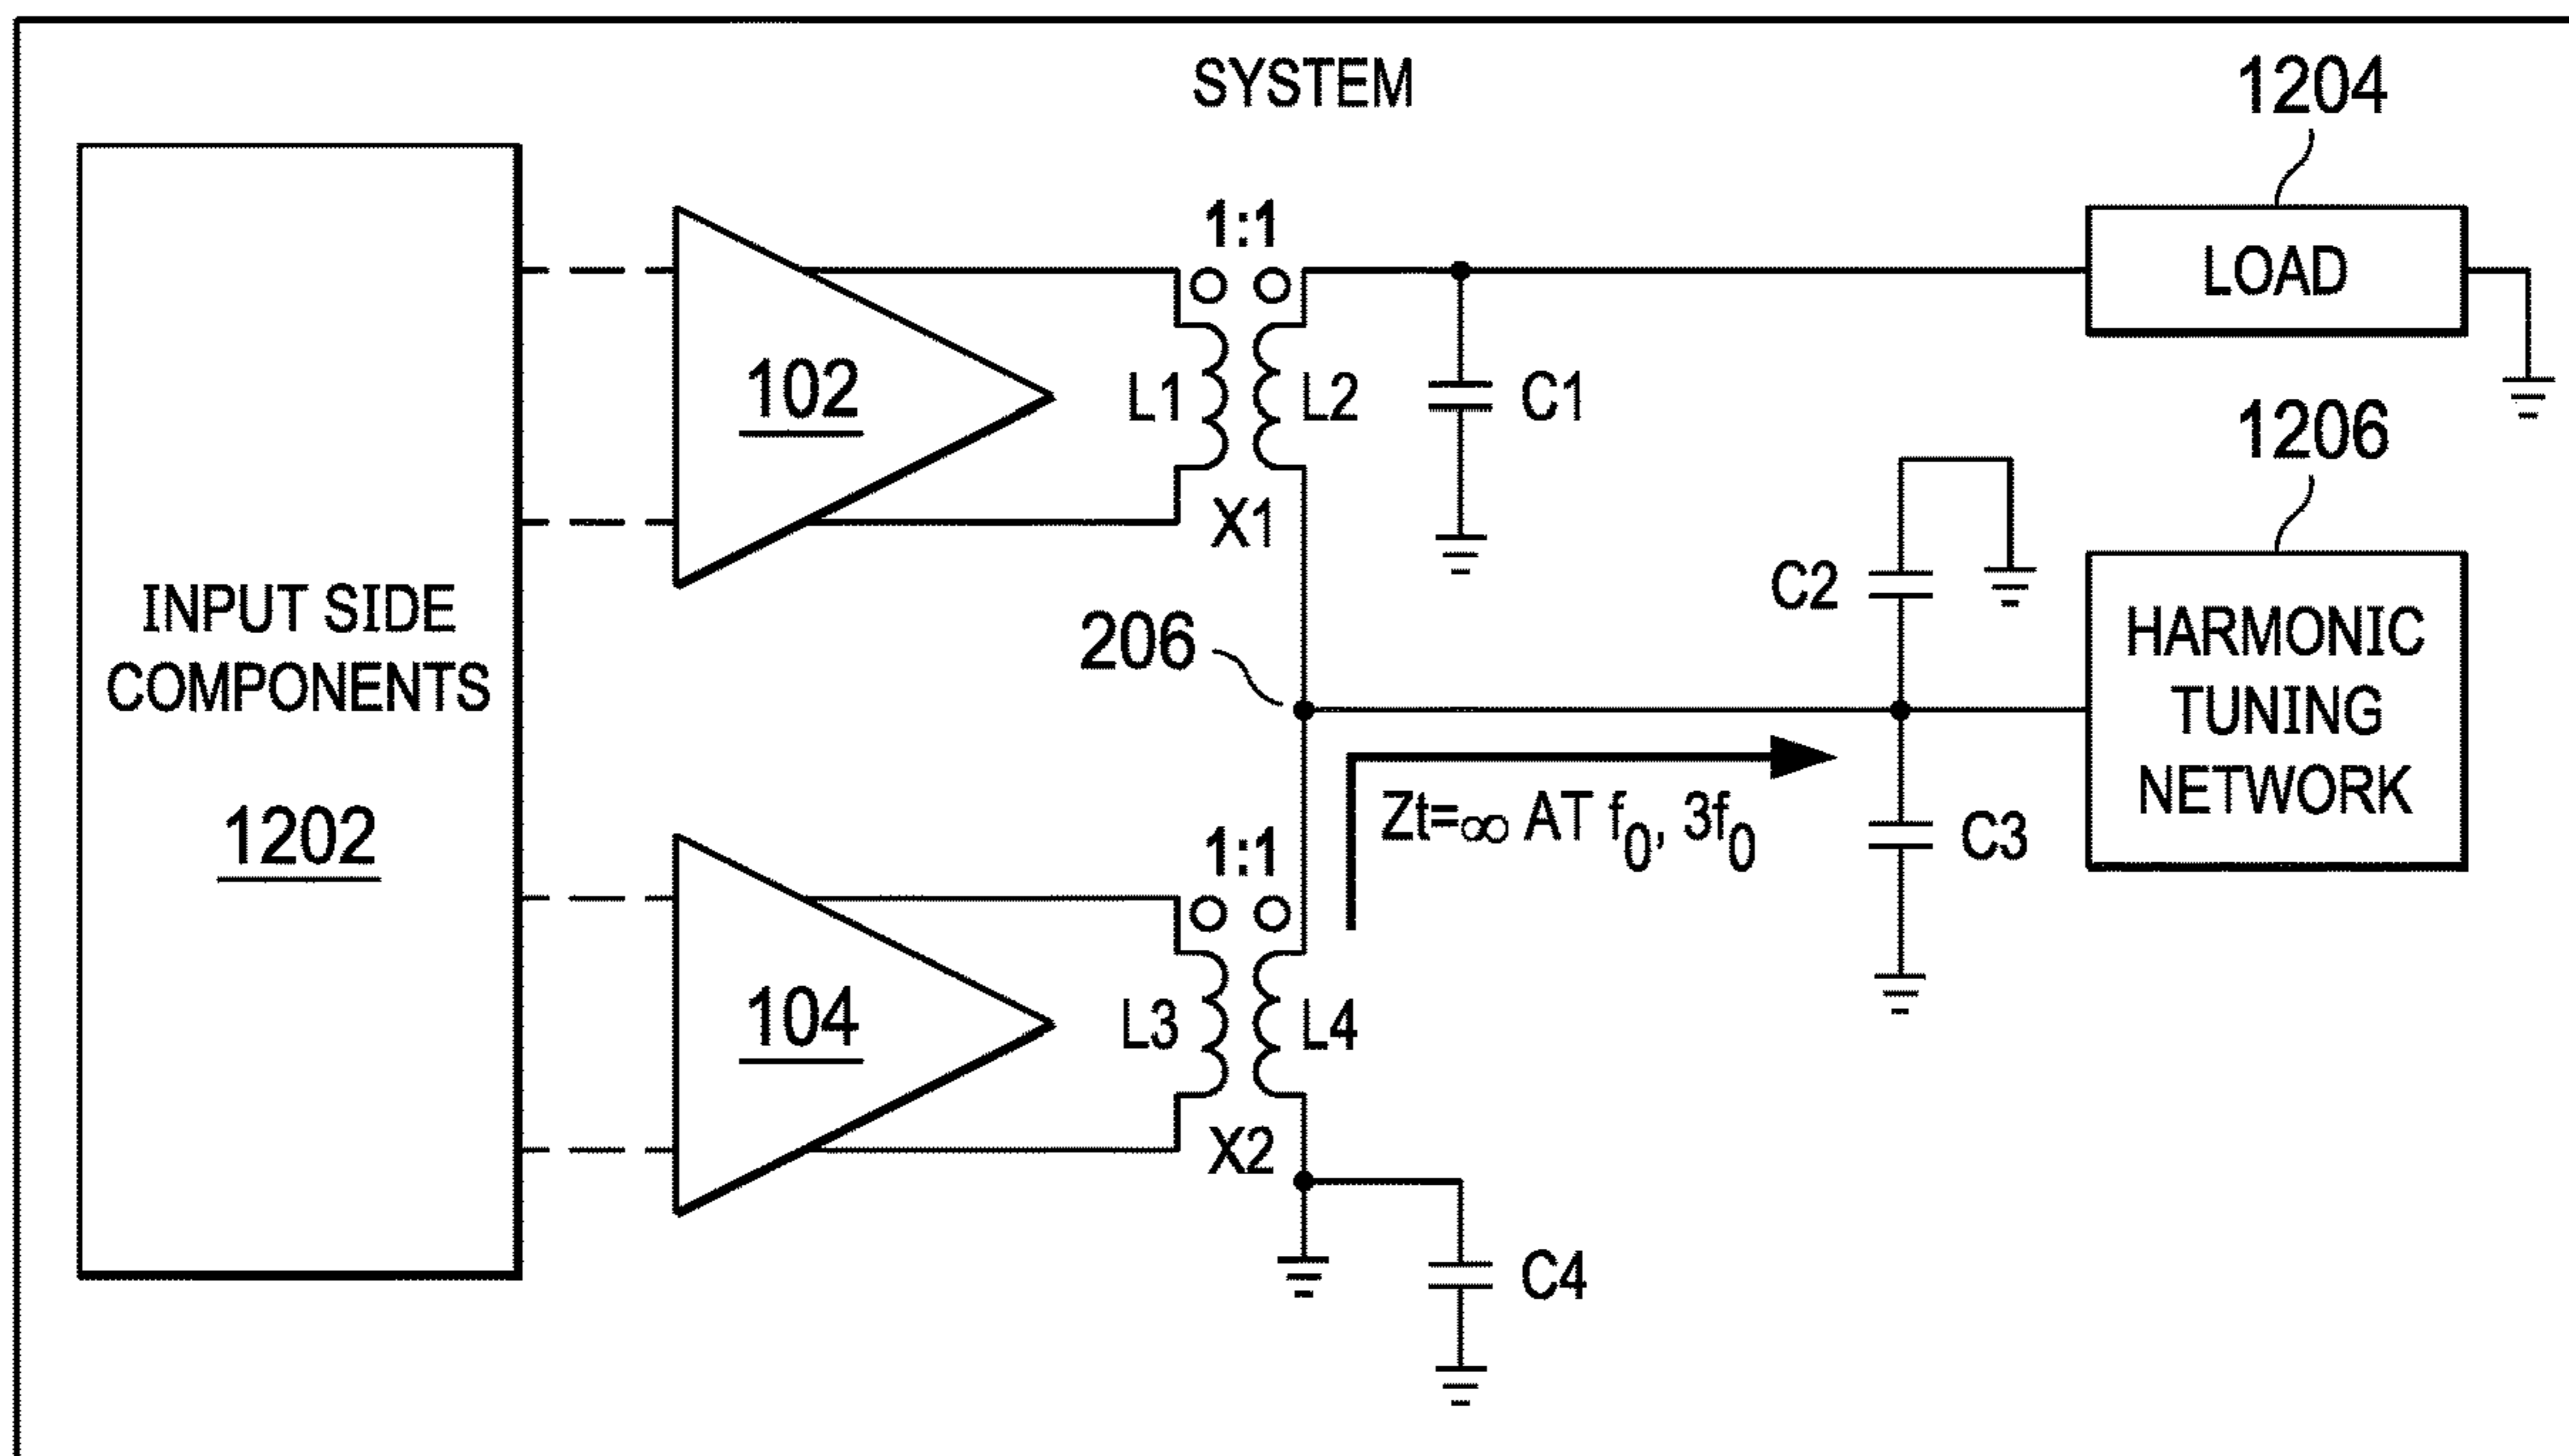 SYSTEM
1204
1:1
LOAD
102
L1
L2
C1
1206
X1
C2
INPUT SIDE
COMPONENTS
1202
206
HARMONIC
TUNING
NETWORK
Zt=∞ AT f0, 3f0
1:1
C3
104
L3
L4
X2
C4